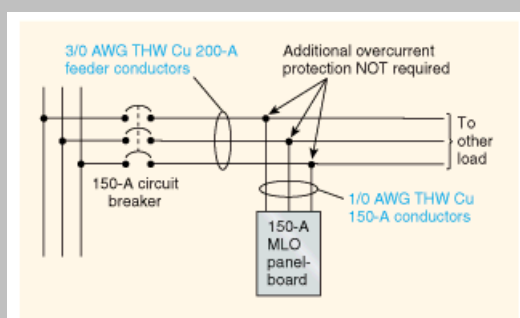 3/0 AWG THW Cu 200-A
feeder conductors
Additional overcurrent
protection NOT required
To
other
load
150-A circuit
breaker
1/0 AWG THW Cu
150-A conductors
150-A
MLO
panel-
board